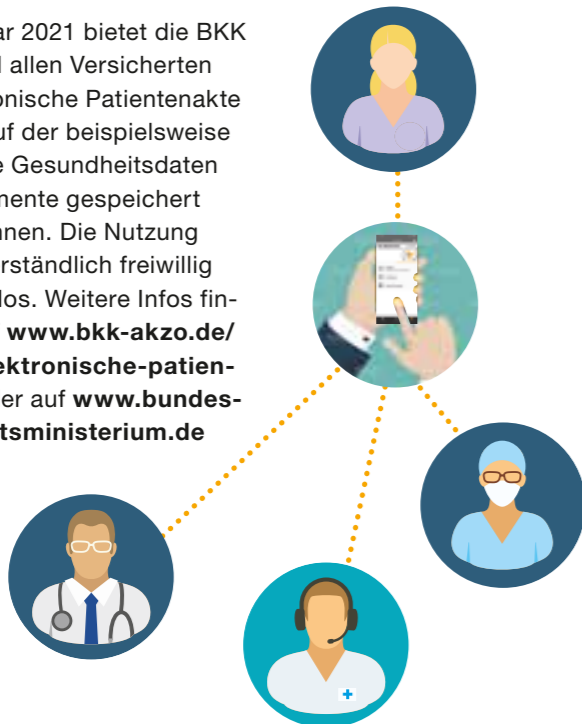 ar 2021 bietet die BKK
allen Versicherten
onische Patientenakte
uf der beispielsweise
e Gesundheitsdaten
mente gespeichert
nnen. Die Nutzung
rständlich freiwillig
los. Weitere Infos fin-
www.bkk-akzo.de/
ektronische-patien-
er auf www.bundes-
tsministerium.de